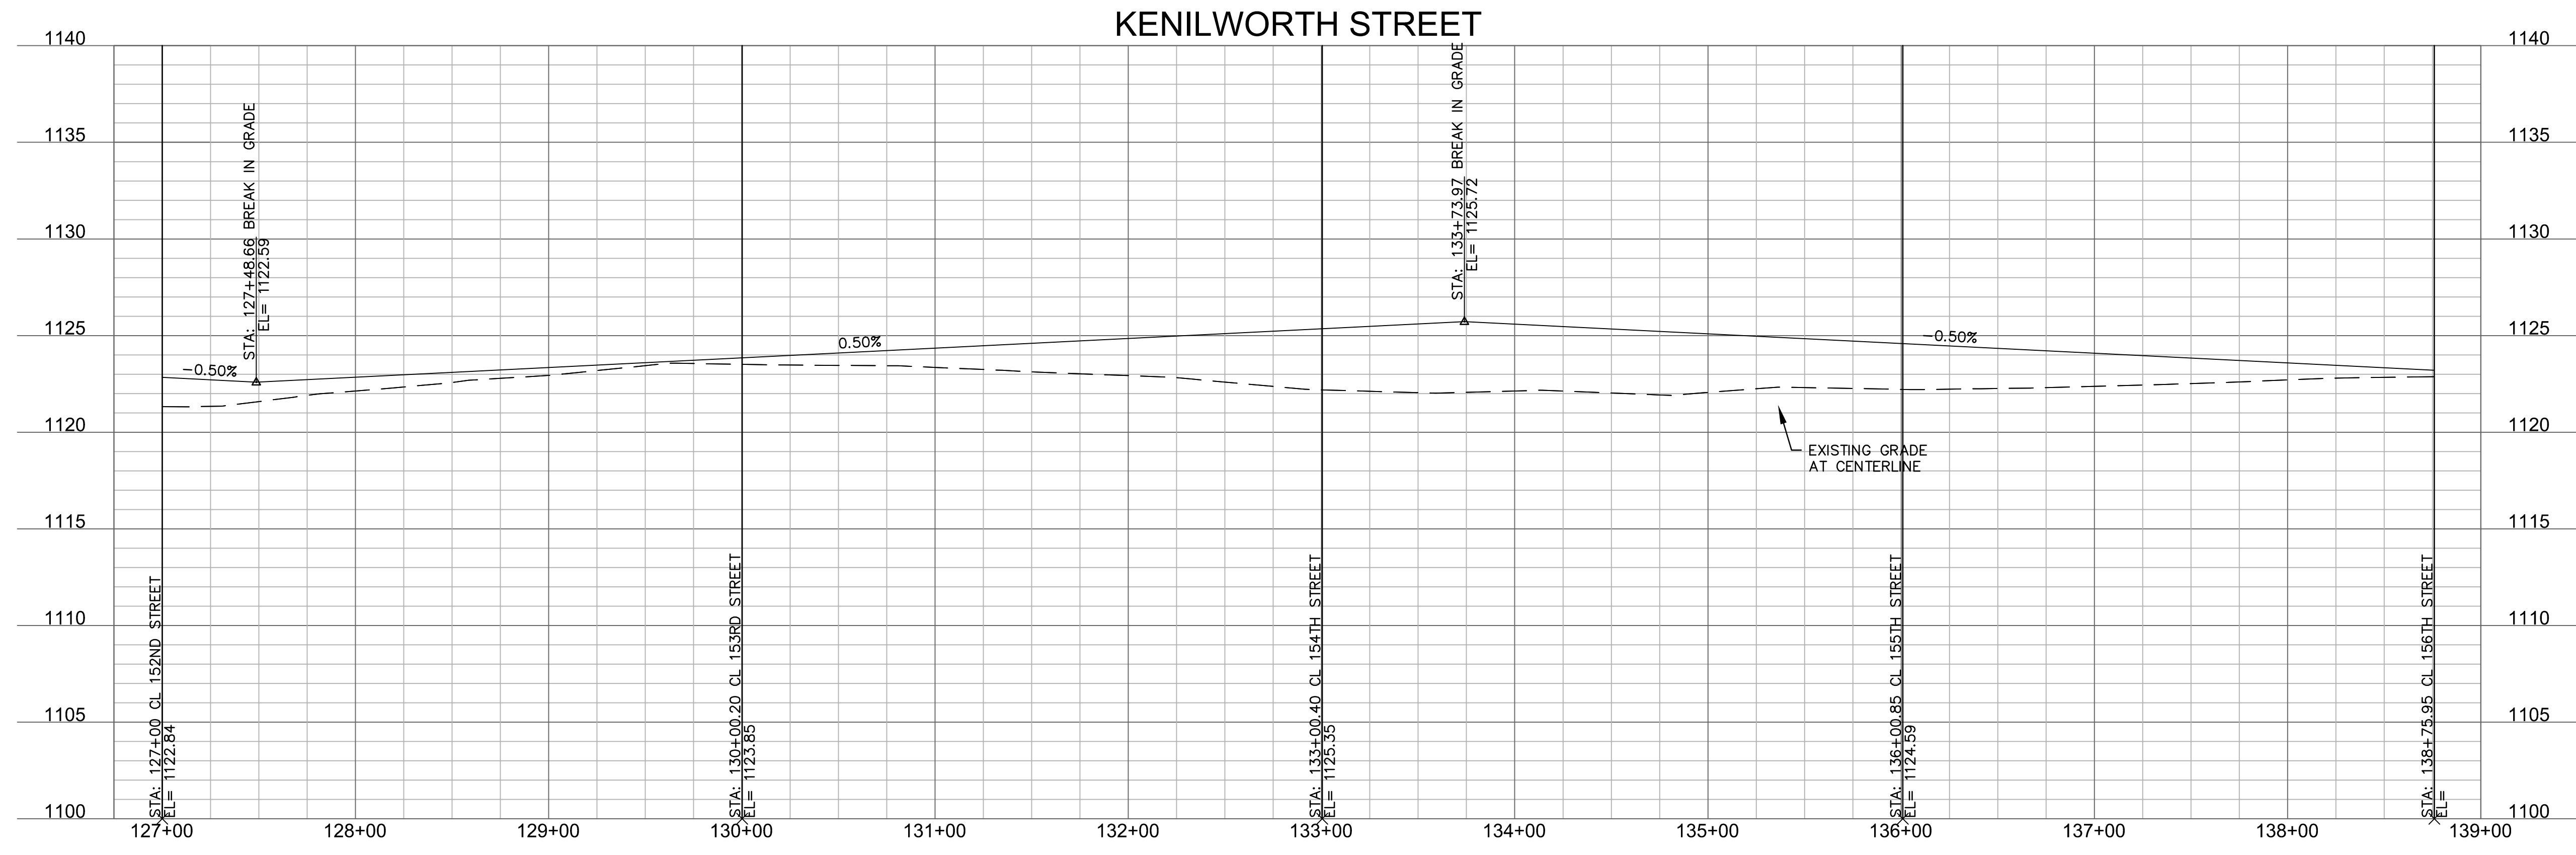 KENILWORTH STREET
1140
1140
1135
1135
1130
1130
1125
1125
1120
1120
1115
1115
1110
1110
1105
1105
1100
1100
STA: 127+48.66 BREAK IN GRADE
EL= 1122.59
STA: 133+73.97 BREAK IN GRADE
EL= 1125.72
-0.50%
0.50%
-0.50%
EXISTING GRADE
AT CENTERLINE
STA: 127+00 CL 152ND STREET
EL= 1122.84
STA: 130+00.20 CL 153RD STREET
EL= 1123.85
STA: 133+00.40 CL 154TH STREET
EL= 1125.35
STA: 136+00.85 CL 155TH STREET
EL= 1124.59
STA: 138+75.95 CL 156TH STREET
EL=
127+00
128+00
129+00
130+00
131+00
132+00
133+00
134+00
135+00
136+00
137+00
138+00
139+00